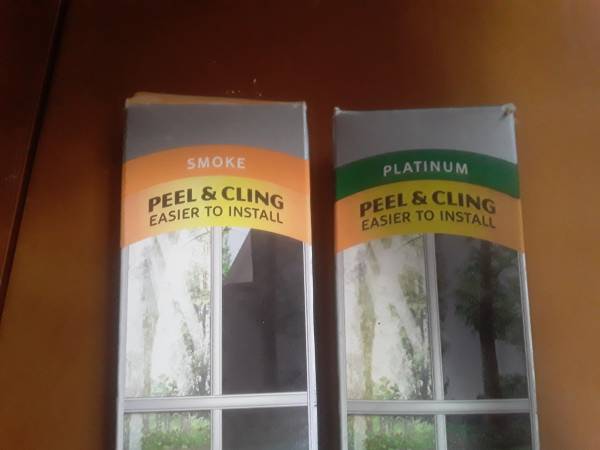 SMOKE
PEEL & CLING
EASIER TO INSTALL
PLATINUM
PEEL & CLING
EASIER TO INSTALL